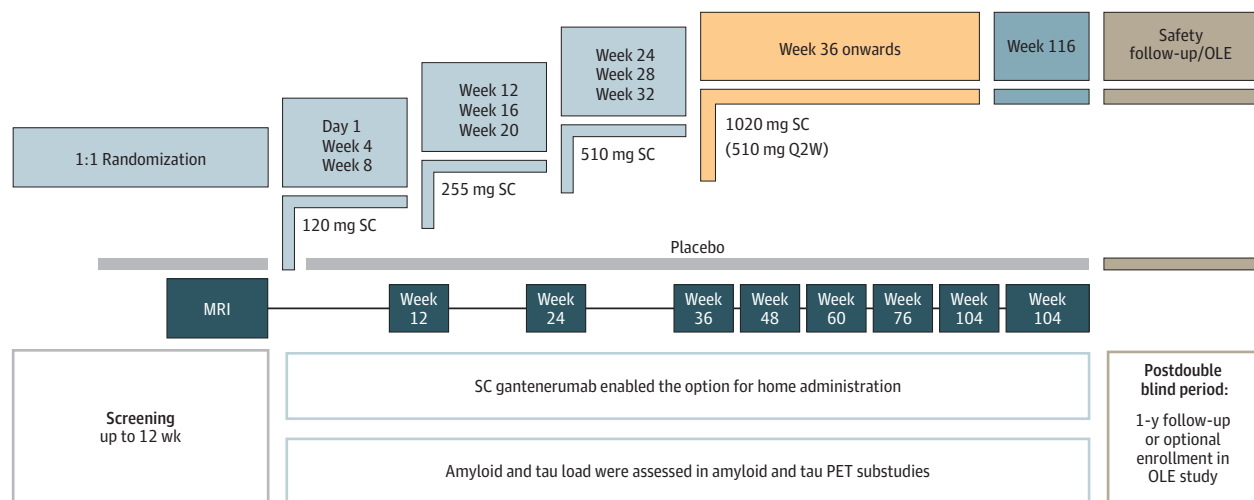 1:1 Randomization
Day 1
Week 4
Week 8
120 mg SC
Week 12
Week 16
Week 20
255 mg SC
Week 24
Week 28
Week 32
510 mg SC
Week 36 onwards
1020 mg SC
(510 mg Q2W)
Week 116
Safety
follow-up/OLE
Placebo
MRI
Week
12
Week
24
Week
36
Week
48
Week
60
Week
76
Week
104
Week
104
Screening
up to 12 wk
SC gantenerumab enabled the option for home administration
Amyloid and tau load were assessed in amyloid and tau PET substudies
Postdouble
blind period:
1-y follow-up
or optional
enrollment in
OLE study